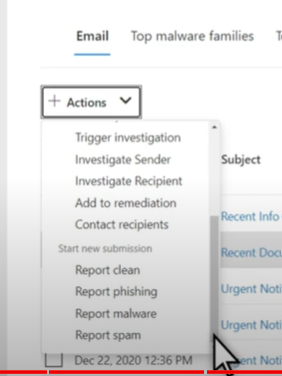 Email Top malware families
+ Actions
Trigger investigation
Investigate Sender
Subject
Investigate Recipient
Add to remediation
Contact recipients
Recent Info
Start new submission
Recent Docu
Report clean
Report phishing
Urgent Noti
Report malware
Urgent Noti
Report spam
Dec 22, 2020 12:36 PM
ent Noti